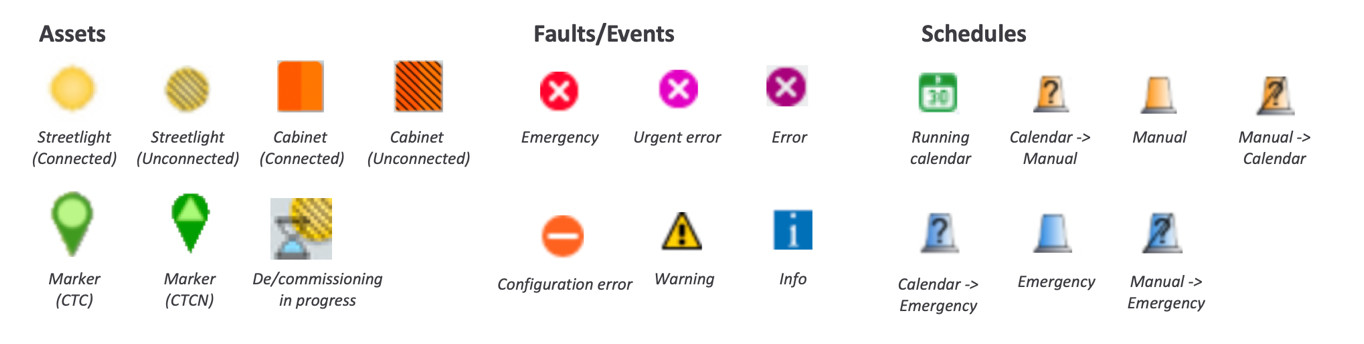 Assets
Streetlight
(Connected)
Streetlight
(Unconnected)
Cabinet
(Connected)
Cabinet
(Unconnected)
Marker
(CTC)
Marker
(CTCN)
De/commissioning
in progress
Faults/Events
Emergency
Urgent error
Error
Configuration error
Warning
i
Info
Schedules
30
Running
calendar
?
Calendar ->
Manual
Manual
?
Manual ->
Calendar
?
Calendar ->
Emergency
Emergency
?
Manual ->
Emergency